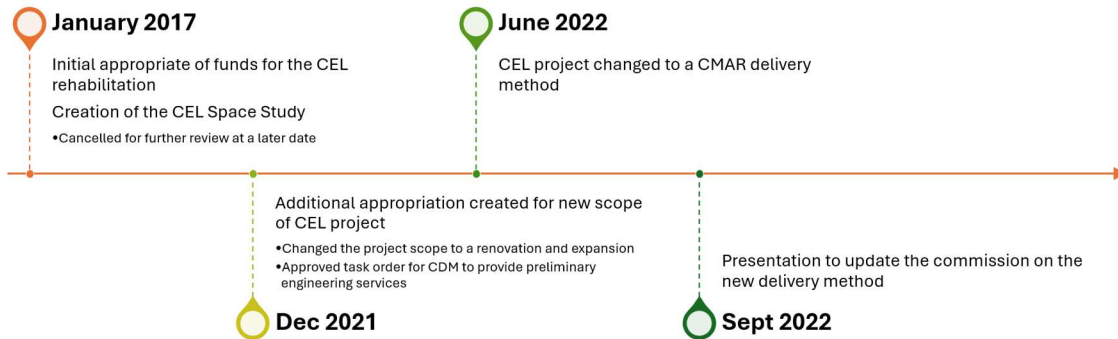 January 2017
Initial appropriate of funds for the CEL
rehabilitation
Creation of the CEL Space Study
•Cancelled for further review at a later date
June 2022
CEL project changed to a CMAR delivery
method
Additional appropriation created for new scope
of CEL project
•Changed the project scope to a renovation and expansion
•Approved task order for CDM to provide preliminary
engineering services
Dec 2021
Presentation to update the commission on the
new delivery method
Sept 2022